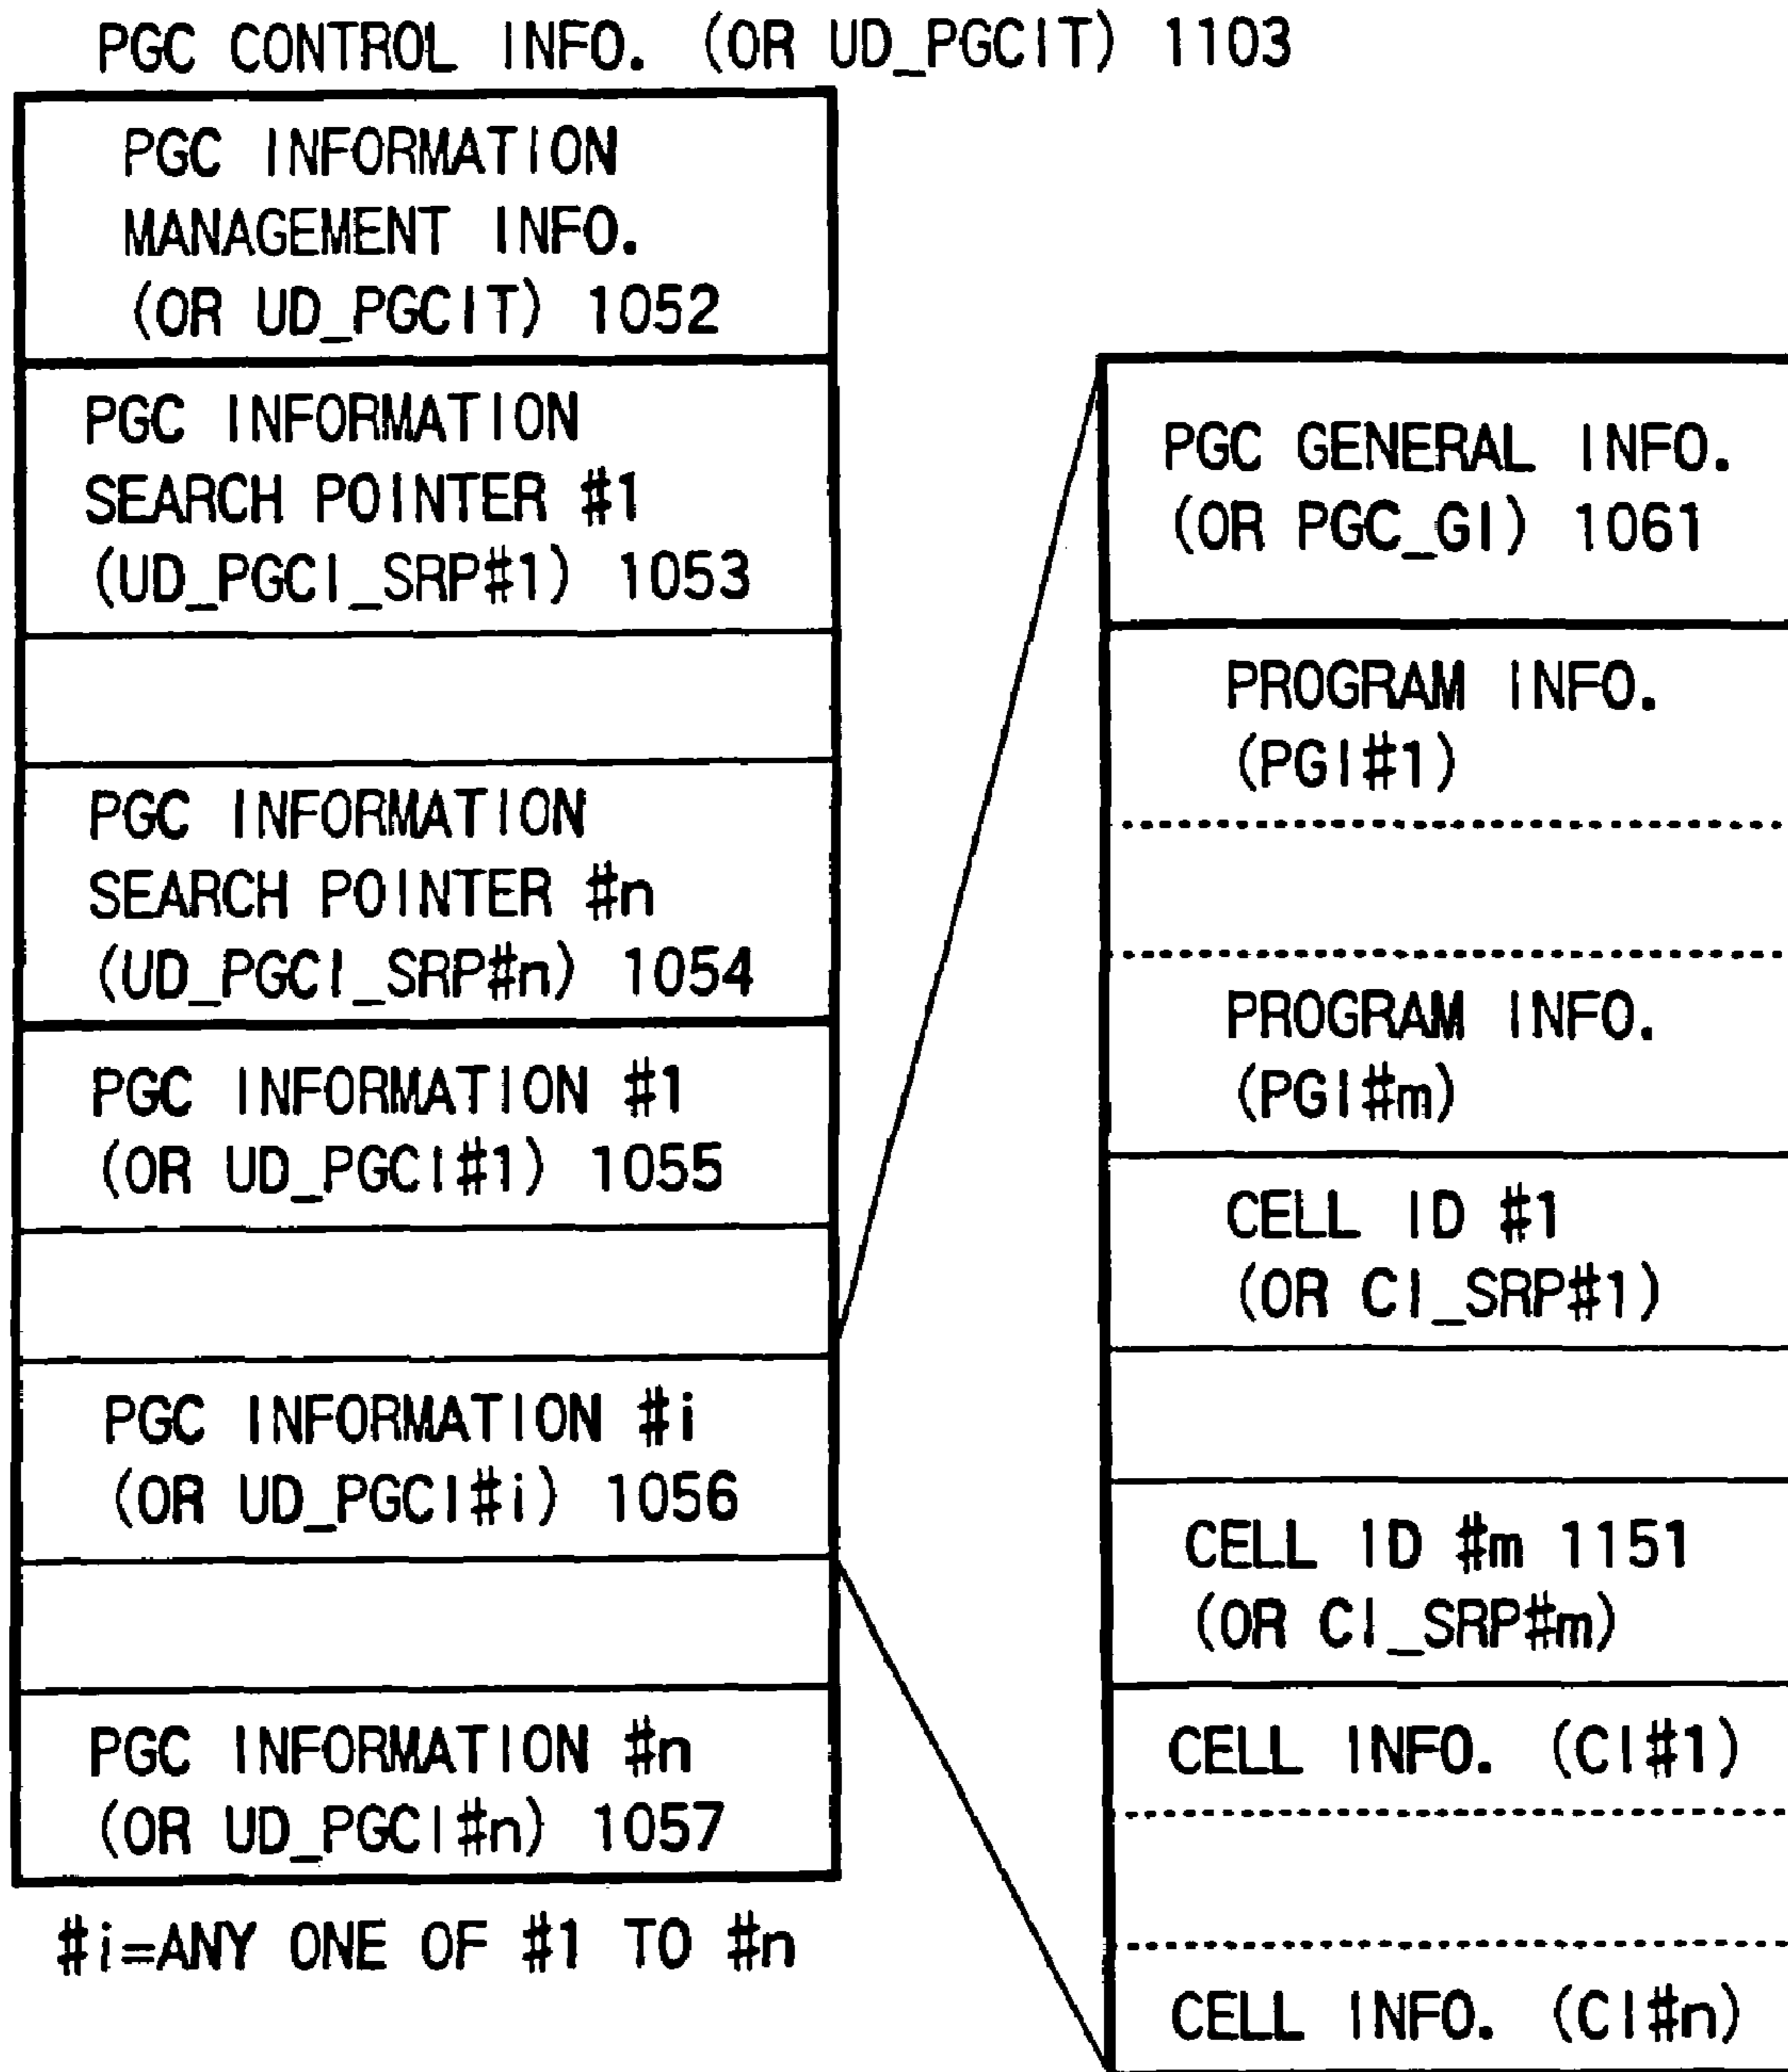 PGC CONTROL INFO. (OR UD_PGCIT) 1103
PGC INFORMATION
MANAGEMENT INFO.
(OR UD_PGCIT) 1052
PGC INFORMATION
SEARCH POINTER #1
(UD_PGCI_SRP#1) 1053
PGC INFORMATION
SEARCH POINTER #n
(UD_PGCI_SRP#n) 1054
PGC INFORMATION #1
(OR UD_PGCI#1) 1055
PGC INFORMATION #i
(OR UD_PGCI#i) 1056
PGC INFORMATION #n
(OR UD_PGCI#n) 1057
#i=ANY ONE OF #1 TO #n
PGC GENERAL INFO.
(OR PGC_GI) 1061
PROGRAM INFO.
(PGI#1)
PROGRAM INFO.
(PGI#m)
CELL ID #1
(OR CI_SRP#1)
CELL ID #m 1151
(OR CI_SRP#m)
CELL INFO. (CI#1)
CELL INFO. (CI#n)